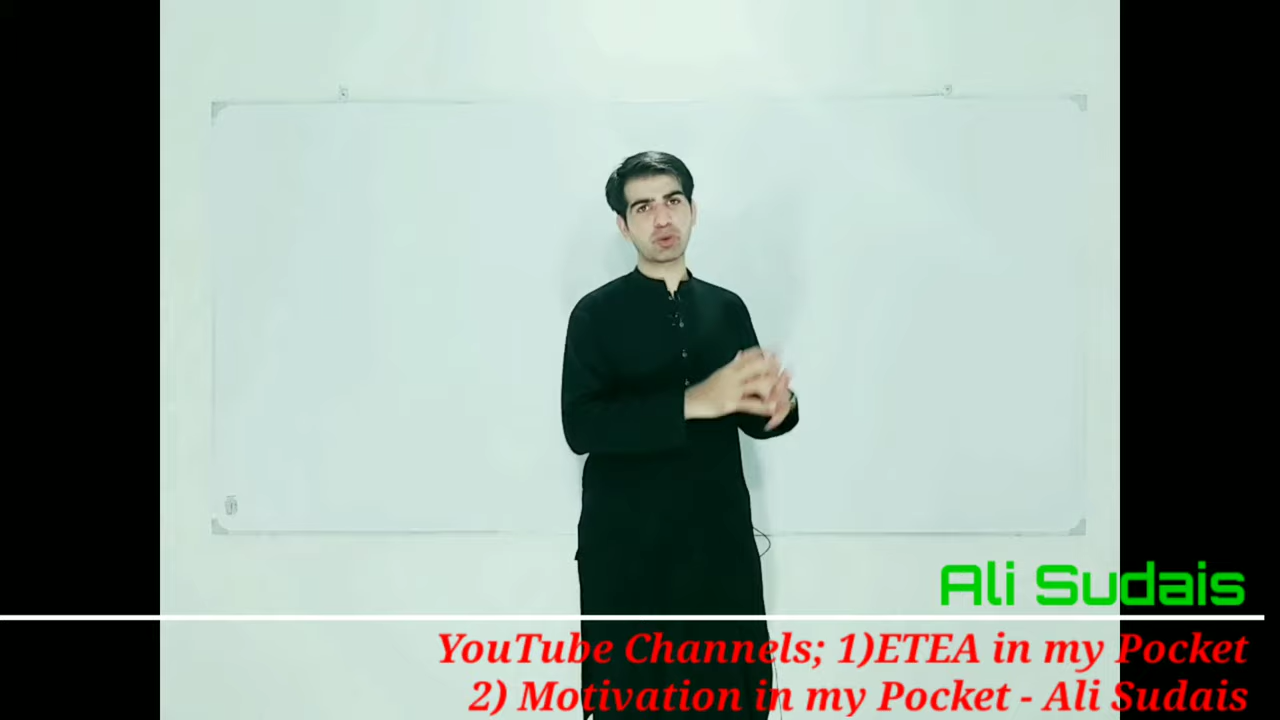 Ali Sudais
YouTube Channels; 1)ETEA in my Pocket
2) Motivation in my Pocket - Ali Sudais